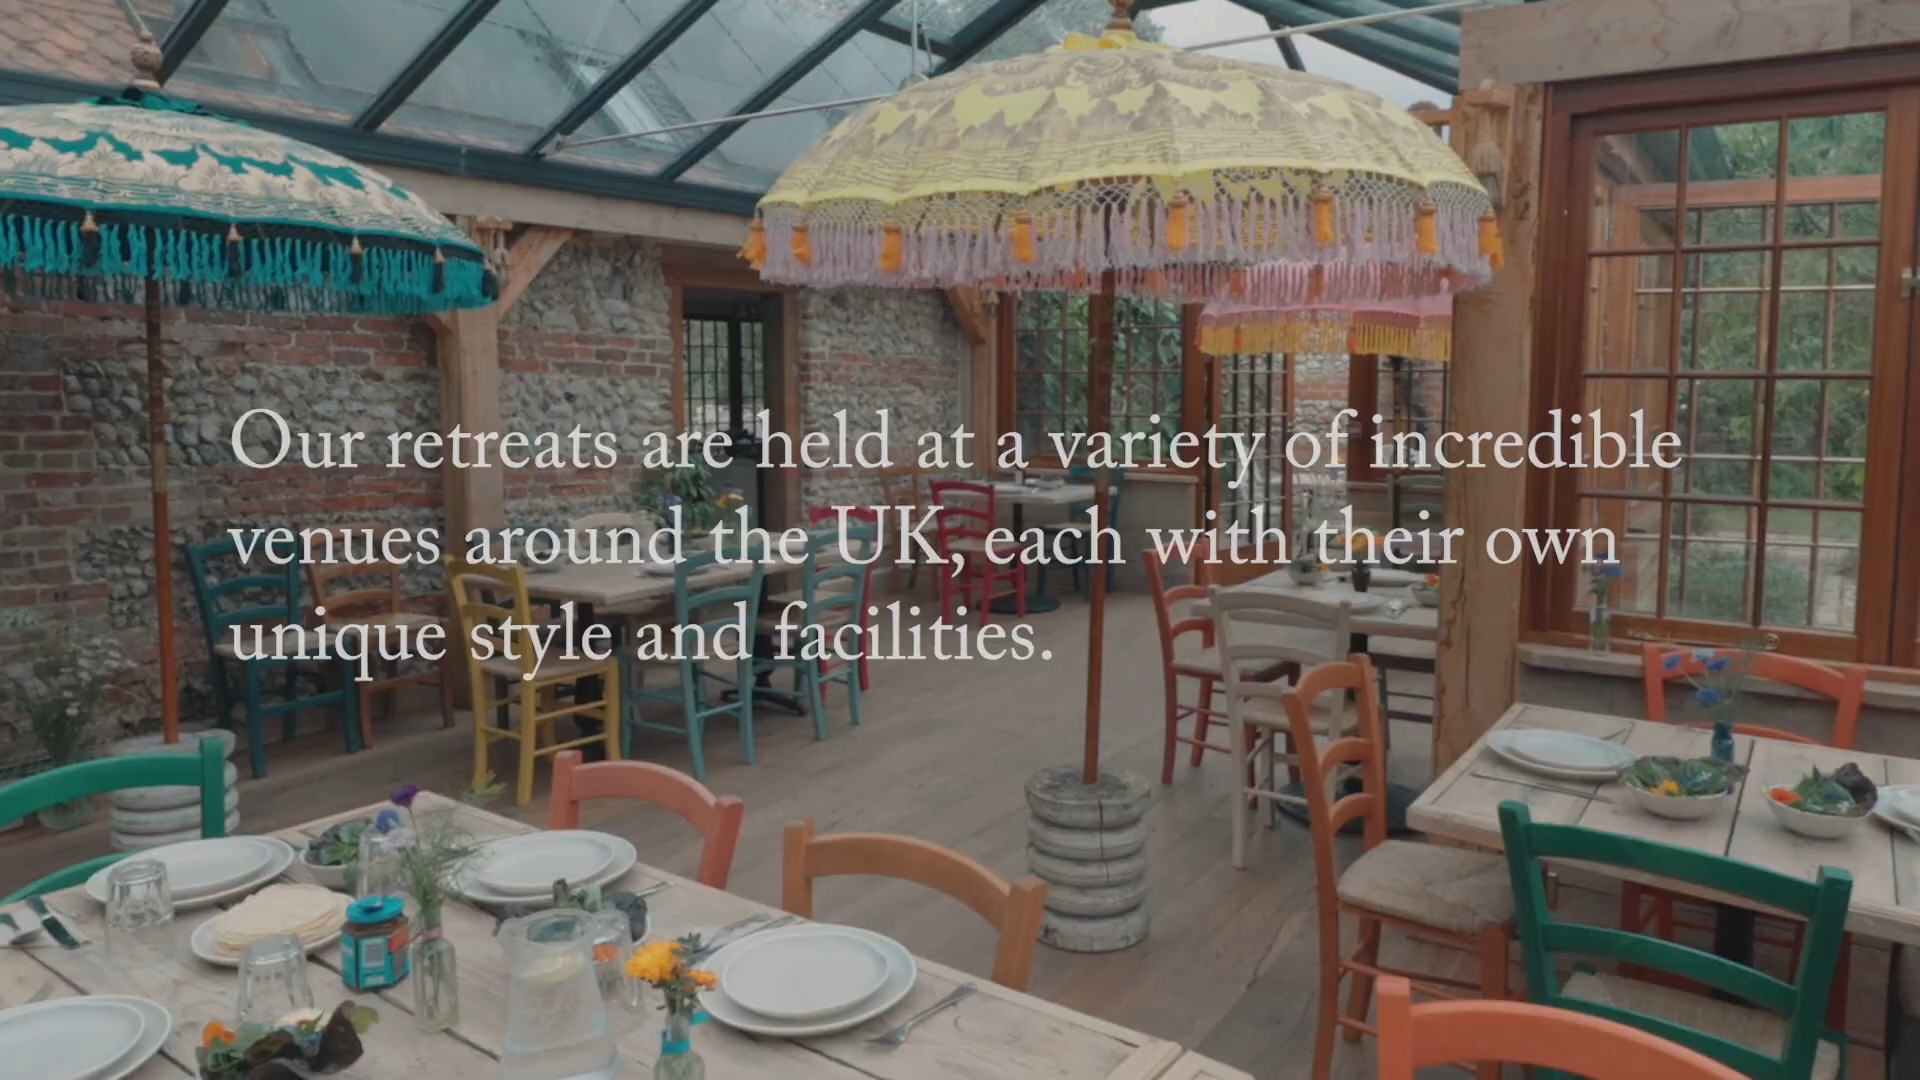 Our retreats are held at a variety of incredible
venues around the UK, each with their own
unique style and facilities.